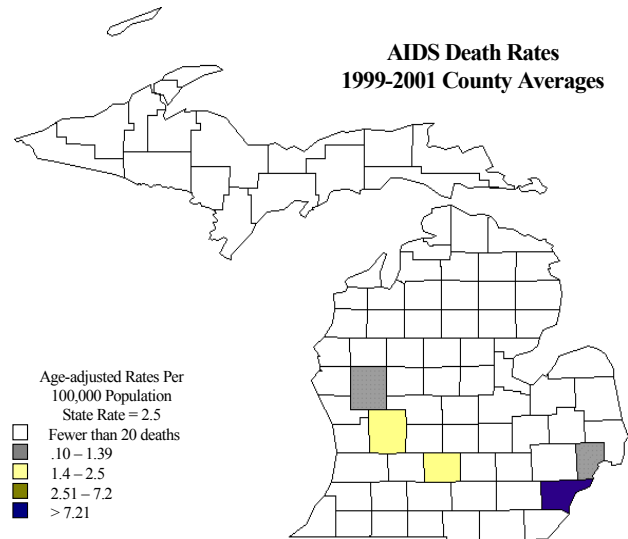 AIDS Death Rates
1999-2001 County Averages
Age-adjusted Rates Per
100,000 Population
State Rate = 2.5
Fewer than 20 deaths
.10 – 1.39
1.4 – 2.5
2.51 – 7.2
> 7.21